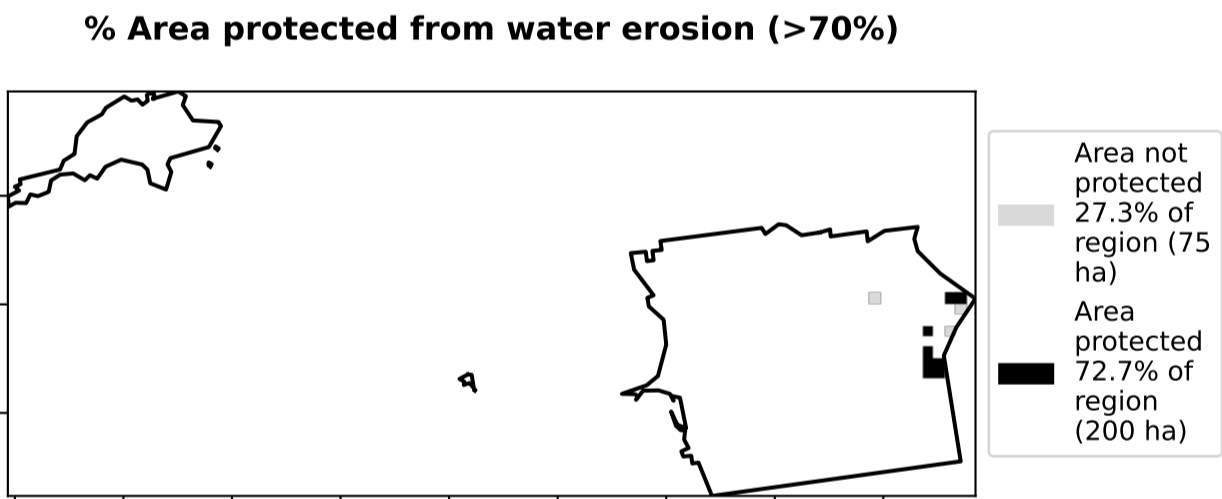 % Area protected from water erosion (>70%)
Area not
protected
27.3% of
region (75
ha)
Area
protected
72.7% of
region
(200 ha)